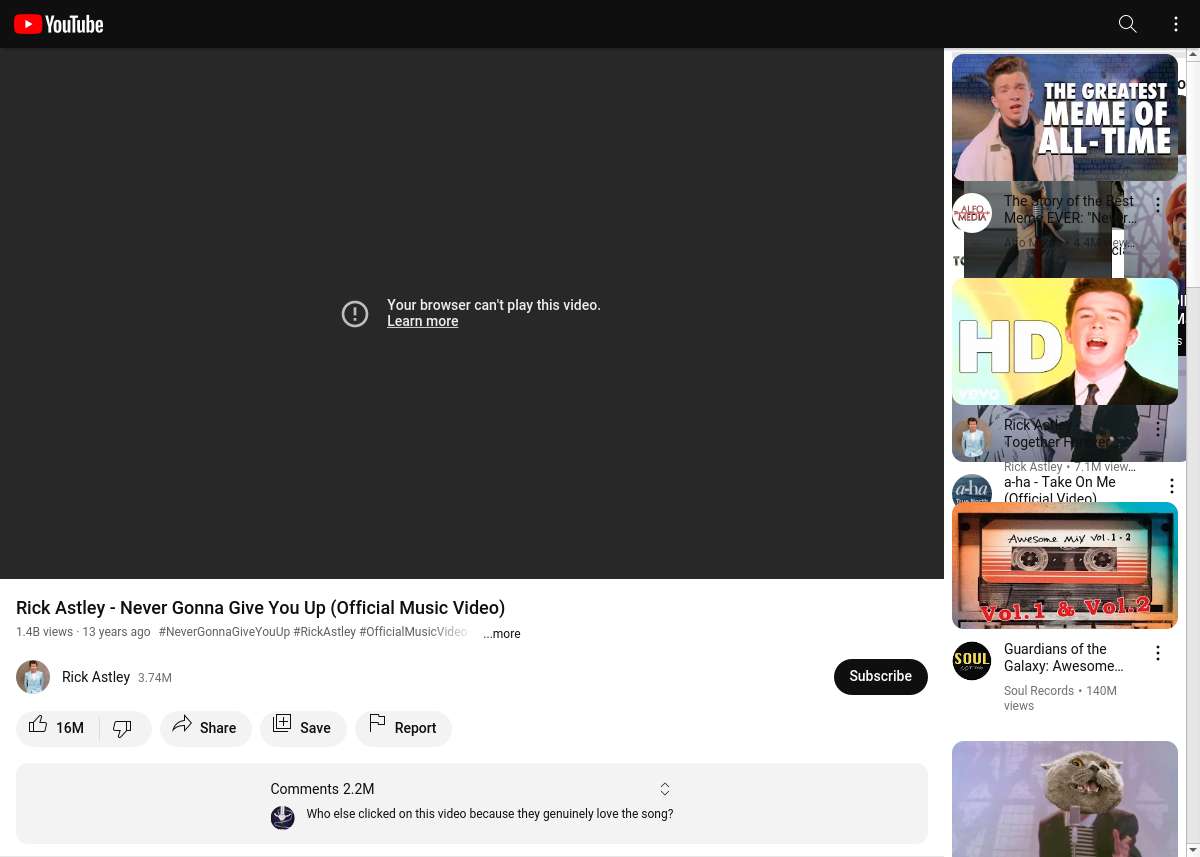 YouTube
Your browser can't play this video.
Learn more
Rick Astley - Never Gonna Give You Up (Official Music Video)
1.4B views · 13 years ago #NeverGonnaGiveYouUp #RickAstley #OfficialMusicVideo ...more
Rick Astley 3.74M
Subscribe
16M
Share
Save
Report
Comments 2.2M
Who else clicked on this video because they genuinely love the song?
THE GREATEST
MEME OF
ALL-TIME
ALFO
MEDIA
The Story of the Best
Meme EVER: "Never…
Alfo Media • 4.4M view…
HD
vevo
Rick Astley -
Together Forever
Rick Astley • 7.1M view…
a-ha
a-ha - Take On Me
(Official Video)
Awesome Mix Vol.1 · 2
Vol.1 & Vol.2
SOUL
Guardians of the
Galaxy: Awesome…
Soul Records • 140M
views